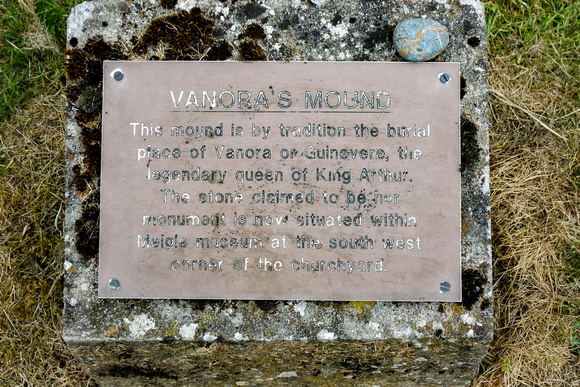 VANORA'S MOUND
This mound is by tradition the burial
place of Vanora or Guinevere, the
legendary queen of King Arthur.
The stone claimed to be her
monument is now situated within
Meigle museum at the south west
corner of the churchyard.